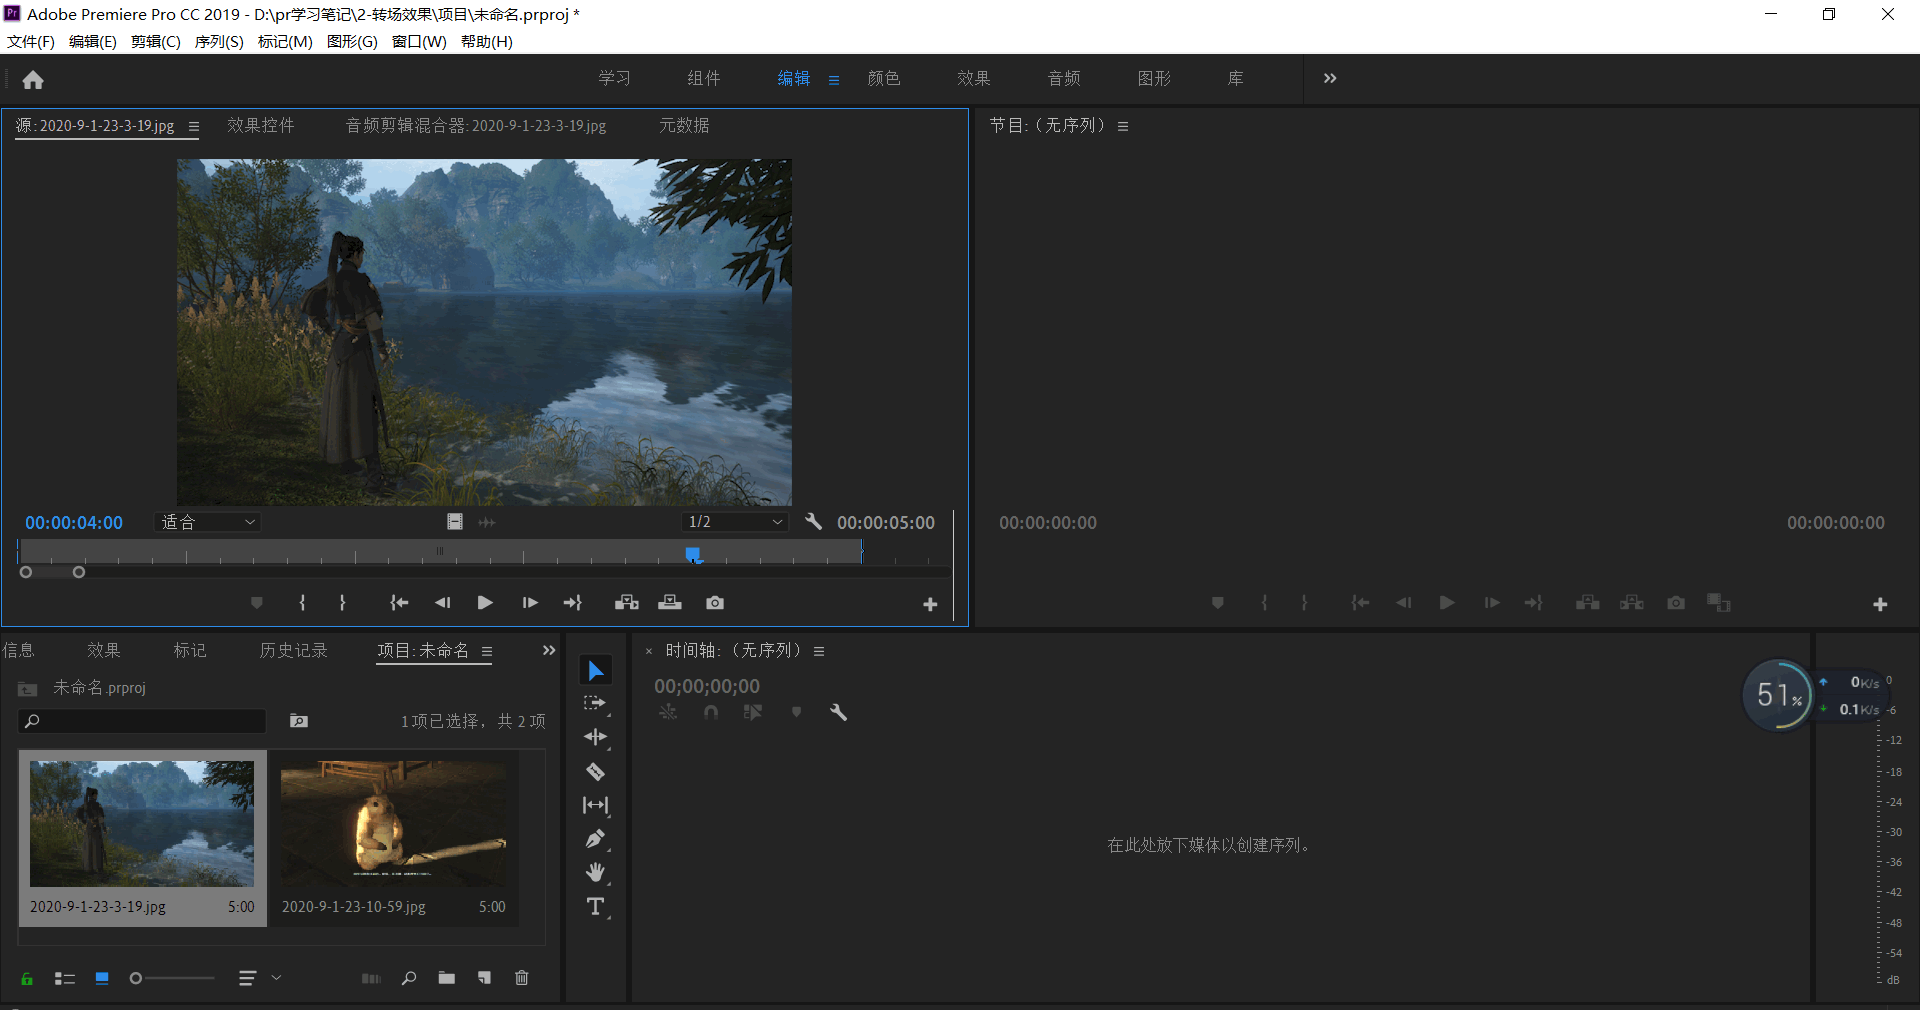 Pr Adobe Premiere Pro CC 2019 - D:\pr学习笔记\2-转场效果\项目\未命名.prproj *
文件(F) 编辑(E) 剪辑(C) 序列(S) 标记(M) 图形(G) 窗口(W) 帮助(H)
学习 组件 编辑 颜色 效果 音频 图形 库
源: 2020-9-1-23-3-19.jpg 效果控件 音频剪辑混合器: 2020-9-1-23-3-19.jpg 元数据
节目:（无序列）
00:00:04:00 适合 1/2 00:00:05:00
00:00:00:00 00:00:00:00
信息 效果 标记 历史记录 项目: 未命名
未命名.prproj
1项已选择，共 2 项
2020-9-1-23-3-19.jpg 5:00
2020-9-1-23-10-59.jpg 5:00
× 时间轴:（无序列）
00;00;00;00
在此处放下媒体以创建序列。
51%
0K/s
0.1K/s
0
-6
-12
-18
-24
-30
-36
-42
-48
-54
dB